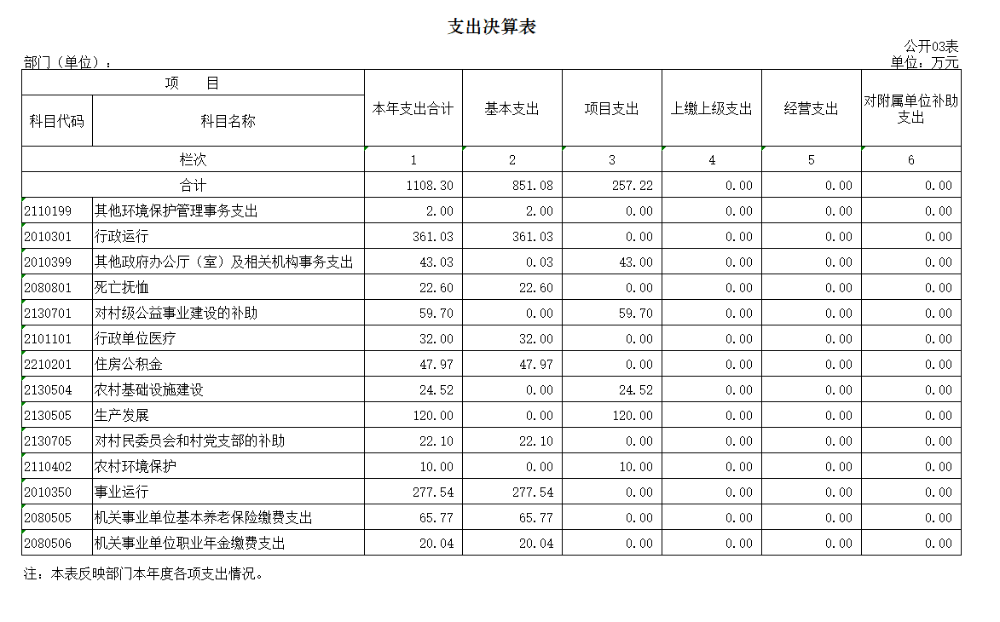 支出决算表
公开03表
部门（单位）： 单位：万元
项 目 本年支出合计 基本支出 项目支出 上缴上级支出 经营支出 对附属单位补助支出
科目代码 科目名称
栏次 1 2 3 4 5 6
合计 1108.30 851.08 257.22 0.00 0.00 0.00
2110199 其他环境保护管理事务支出 2.00 2.00 0.00 0.00 0.00 0.00
2010301 行政运行 361.03 361.03 0.00 0.00 0.00 0.00
2010399 其他政府办公厅（室）及相关机构事务支出 43.03 0.03 43.00 0.00 0.00 0.00
2080801 死亡抚恤 22.60 22.60 0.00 0.00 0.00 0.00
2130701 对村级公益事业建设的补助 59.70 0.00 59.70 0.00 0.00 0.00
2101101 行政单位医疗 32.00 32.00 0.00 0.00 0.00 0.00
2210201 住房公积金 47.97 47.97 0.00 0.00 0.00 0.00
2130504 农村基础设施建设 24.52 0.00 24.52 0.00 0.00 0.00
2130505 生产发展 120.00 0.00 120.00 0.00 0.00 0.00
2130705 对村民委员会和村党支部的补助 22.10 22.10 0.00 0.00 0.00 0.00
2110402 农村环境保护 10.00 0.00 10.00 0.00 0.00 0.00
2010350 事业运行 277.54 277.54 0.00 0.00 0.00 0.00
2080505 机关事业单位基本养老保险缴费支出 65.77 65.77 0.00 0.00 0.00 0.00
2080506 机关事业单位职业年金缴费支出 20.04 20.04 0.00 0.00 0.00 0.00
注：本表反映部门本年度各项支出情况。